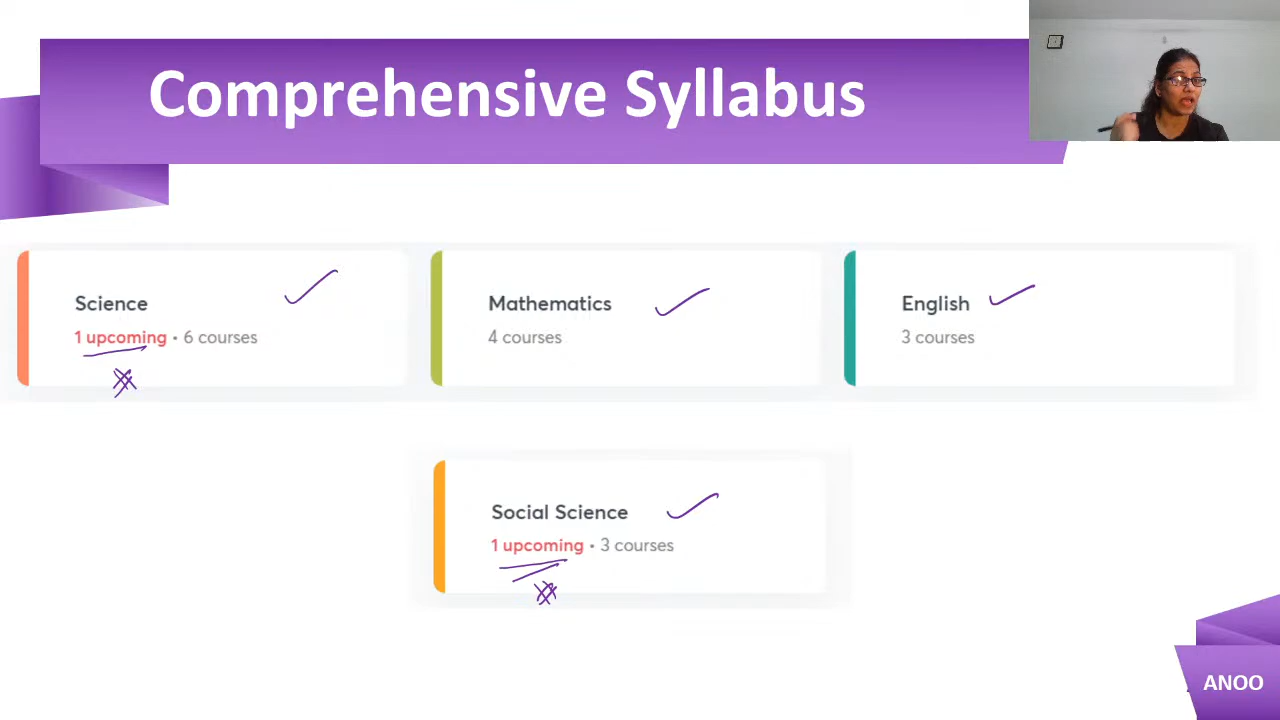 Comprehensive Syllabus
Science
1 upcoming • 6 courses
Mathematics
4 courses
English
3 courses
Social Science
1 upcoming • 3 courses
ANOO